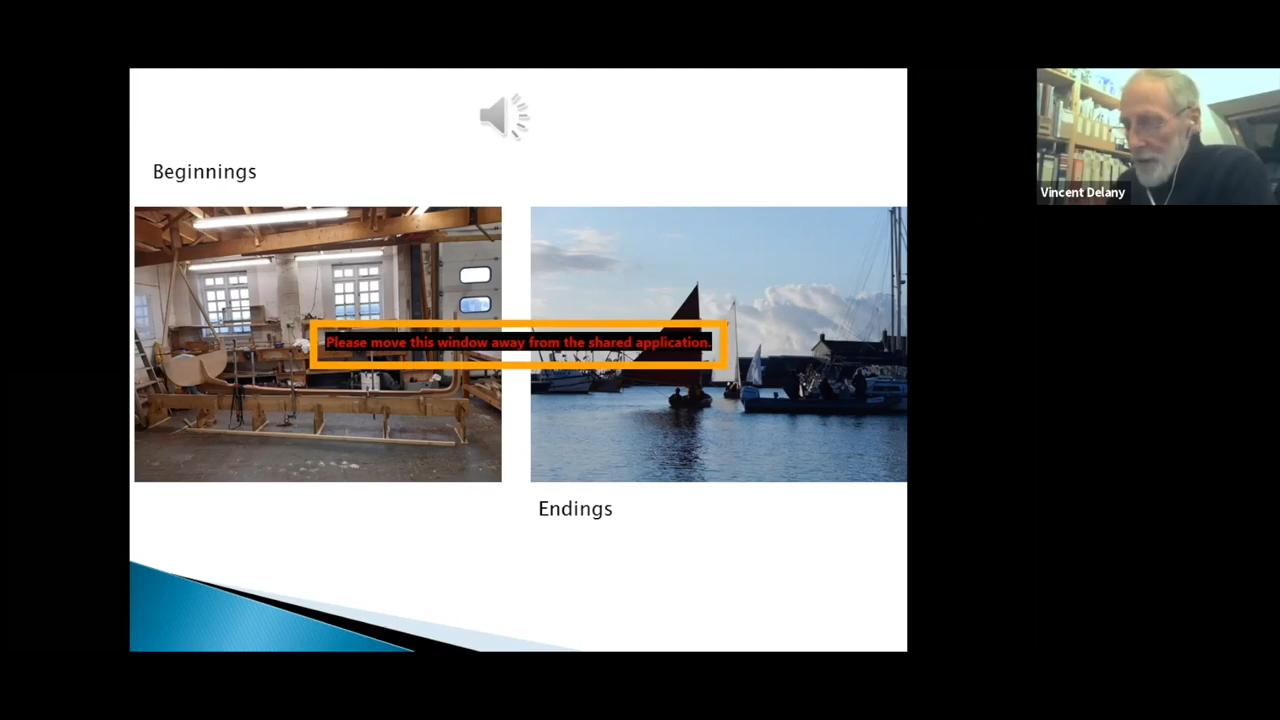 Beginnings
Please move this window away from the shared application.
Endings
Vincent Delany